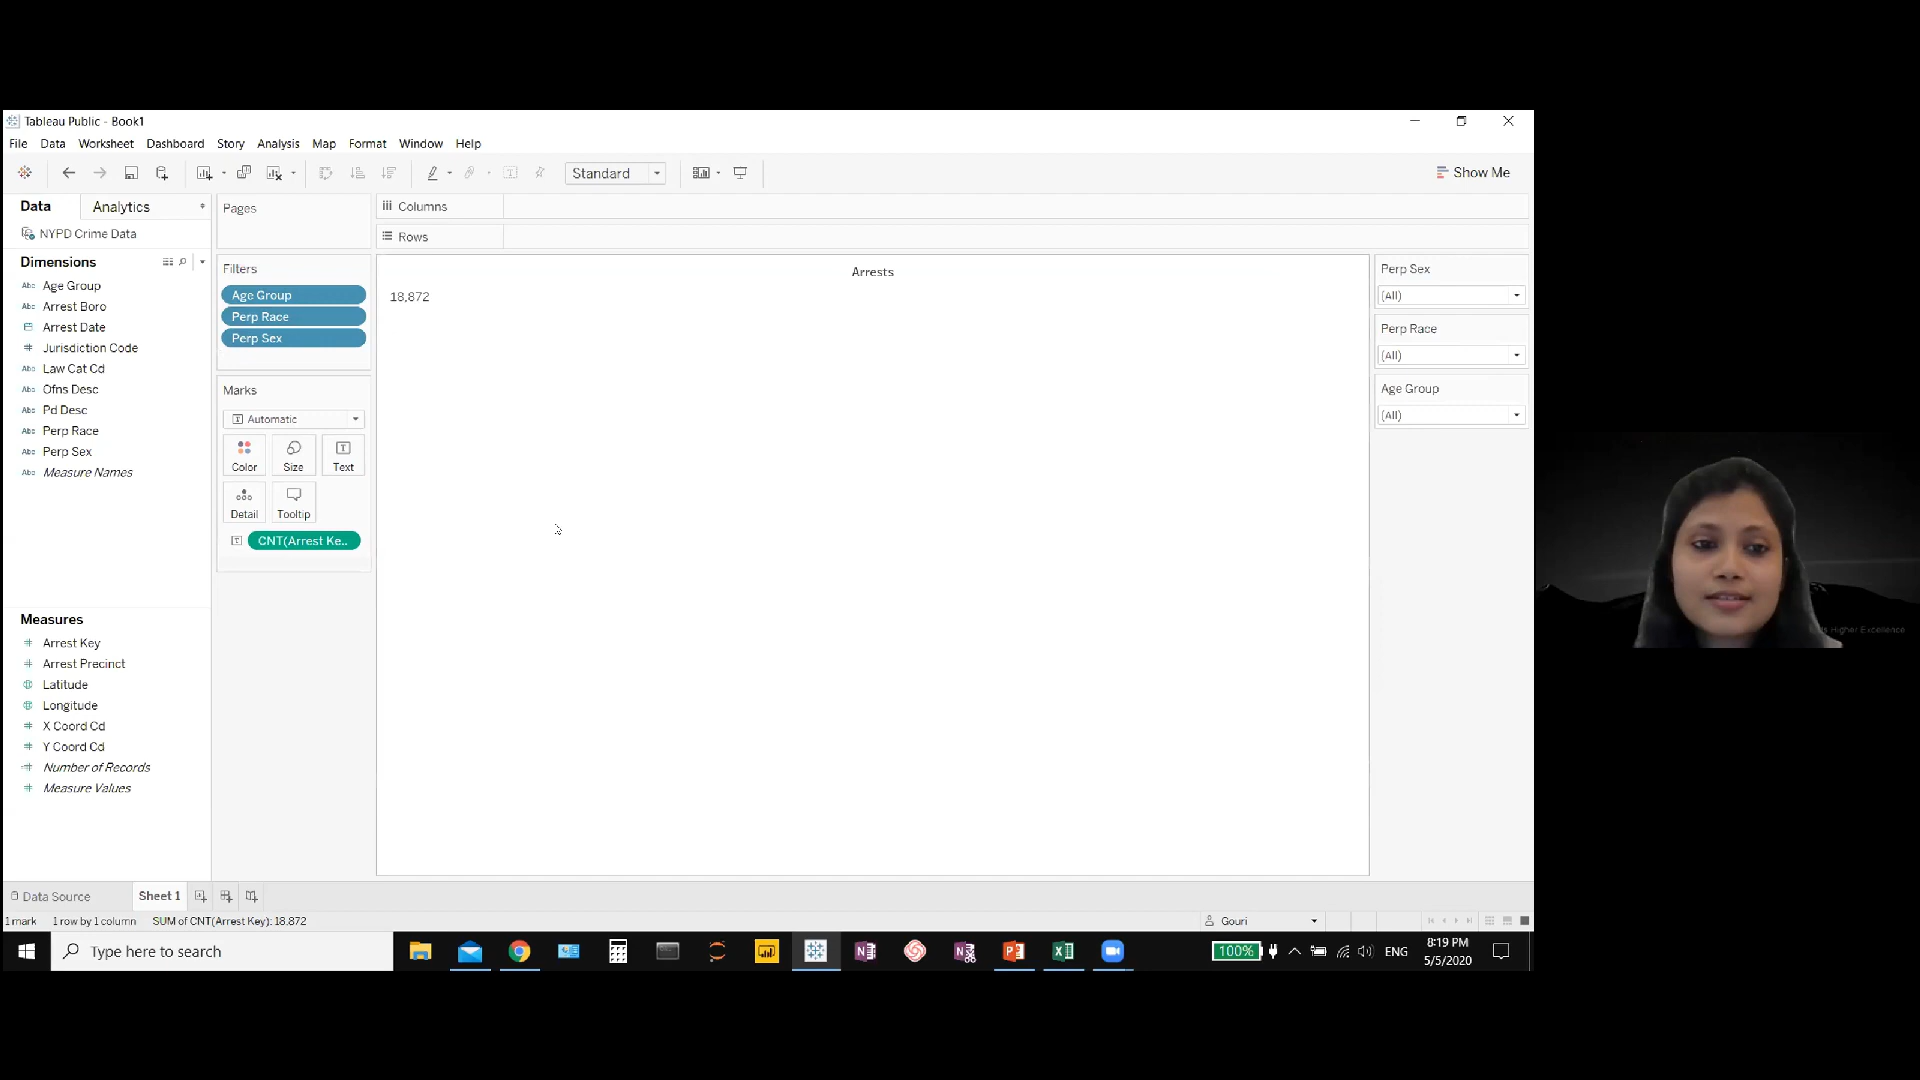 Tableau Public - Book1
File Data Worksheet Dashboard Story Analysis Map Format Window Help
Standard
Show Me
Data Analytics
Pages
Columns
Rows
NYPD Crime Data
Dimensions
Age Group
Arrest Boro
Arrest Date
Jurisdiction Code
Law Cat Cd
Ofns Desc
Pd Desc
Perp Race
Perp Sex
Measure Names
Measures
Arrest Key
Arrest Precinct
Latitude
Longitude
X Coord Cd
Y Coord Cd
Number of Records
Measure Values
Filters
Age Group
Perp Race
Perp Sex
Marks
Automatic
Color Size Text
Detail Tooltip
CNT(Arrest Ke..
Arrests
18,872
Perp Sex
(All)
Perp Race
(All)
Age Group
(All)
Higher Excellence
Data Source Sheet 1
1 mark 1 row by 1 column SUM of CNT(Arrest Key): 18,872
Gouri
Type here to search
100%
ENG
8:19 PM
5/5/2020